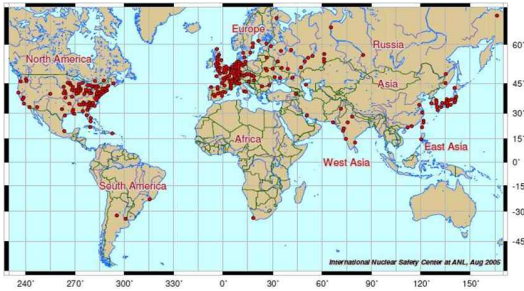 Europe
Russia
North America
Asia
Africa
West Asia
East Asia
South America
International Nuclear Safety Center at ANL, Aug 2005
60°
45°
30°
15°
0°
-15
-30
-45
240° 270° 300° 330° 0° 30° 60° 90° 120° 150°